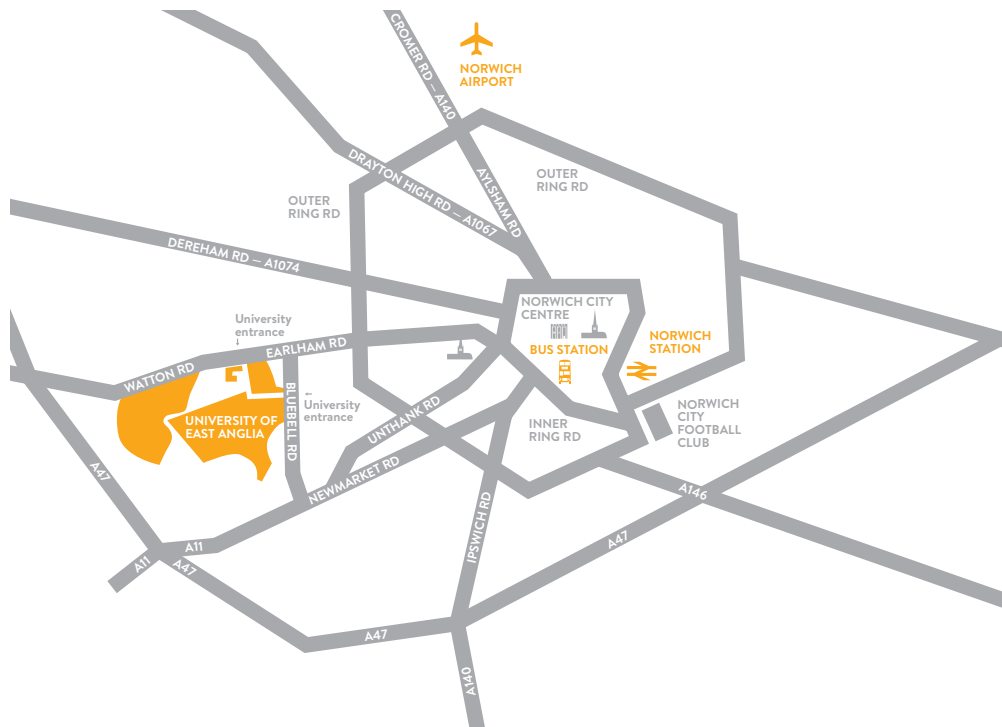 CROMER RD — A140
NORWICH
AIRPORT
DRAYTON HIGH RD — A1067
AYLSHAM RD
OUTER
RING RD
OUTER
RING RD
DEREHAM RD — A1074
NORWICH CITY
CENTRE
BUS STATION
NORWICH
STATION
University
entrance
EARLHAM RD
WATTON RD
BLUEBELL RD
University
entrance
UNIVERSITY OF
EAST ANGLIA
UNTHANK RD
NEWMARKET RD
INNER
RING RD
NORWICH
CITY
FOOTBALL
CLUB
A47
A146
IPSWICH RD
A47
A11
A11
A47
A47
A140